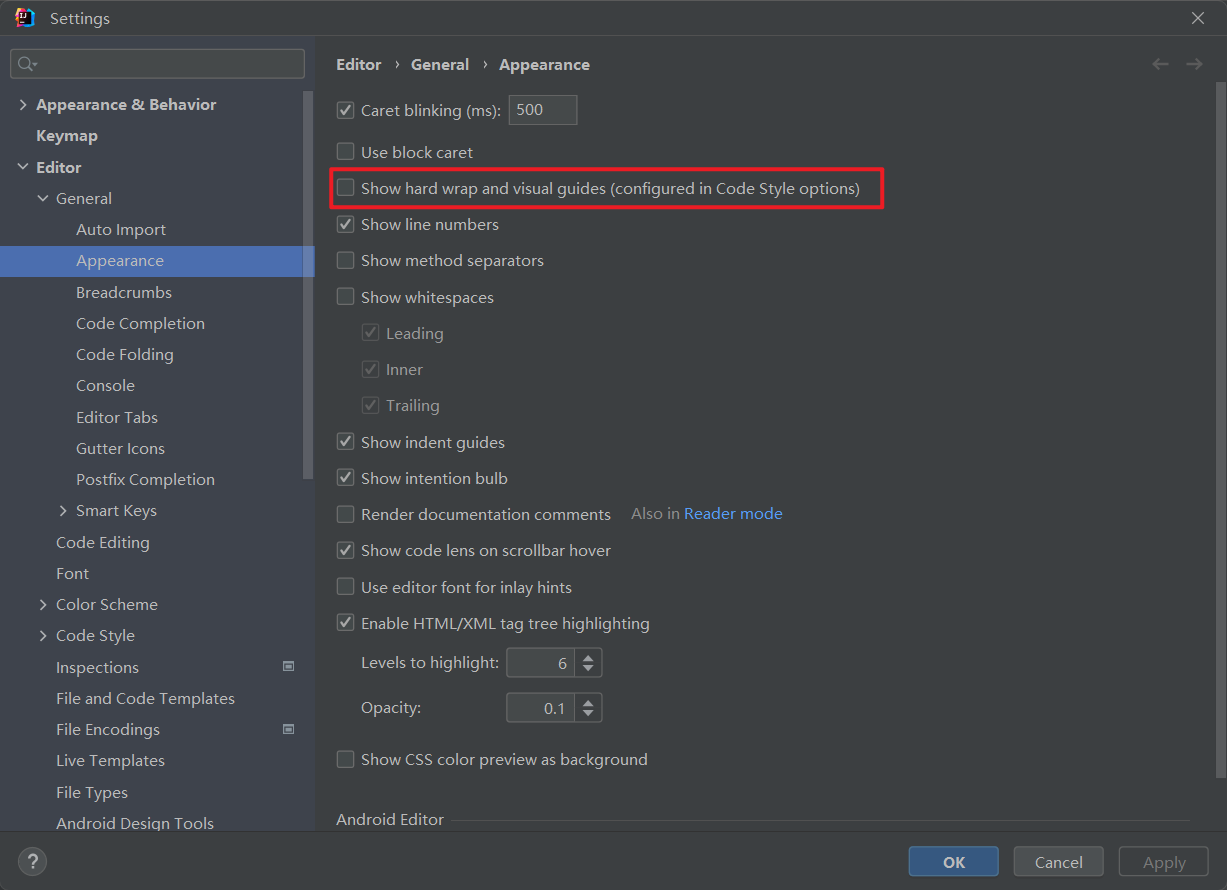 Settings
Appearance & Behavior
Keymap
Editor
General
Auto Import
Appearance
Breadcrumbs
Code Completion
Code Folding
Console
Editor Tabs
Gutter Icons
Postfix Completion
Smart Keys
Code Editing
Font
Color Scheme
Code Style
Inspections
File and Code Templates
File Encodings
Live Templates
File Types
Android Design Tools
Editor › General › Appearance
Caret blinking (ms): 500
Use block caret
Show hard wrap and visual guides (configured in Code Style options)
Show line numbers
Show method separators
Show whitespaces
Leading
Inner
Trailing
Show indent guides
Show intention bulb
Render documentation comments Also in Reader mode
Show code lens on scrollbar hover
Use editor font for inlay hints
Enable HTML/XML tag tree highlighting
Levels to highlight: 6
Opacity: 0.1
Show CSS color preview as background
Android Editor
? OK Cancel Apply